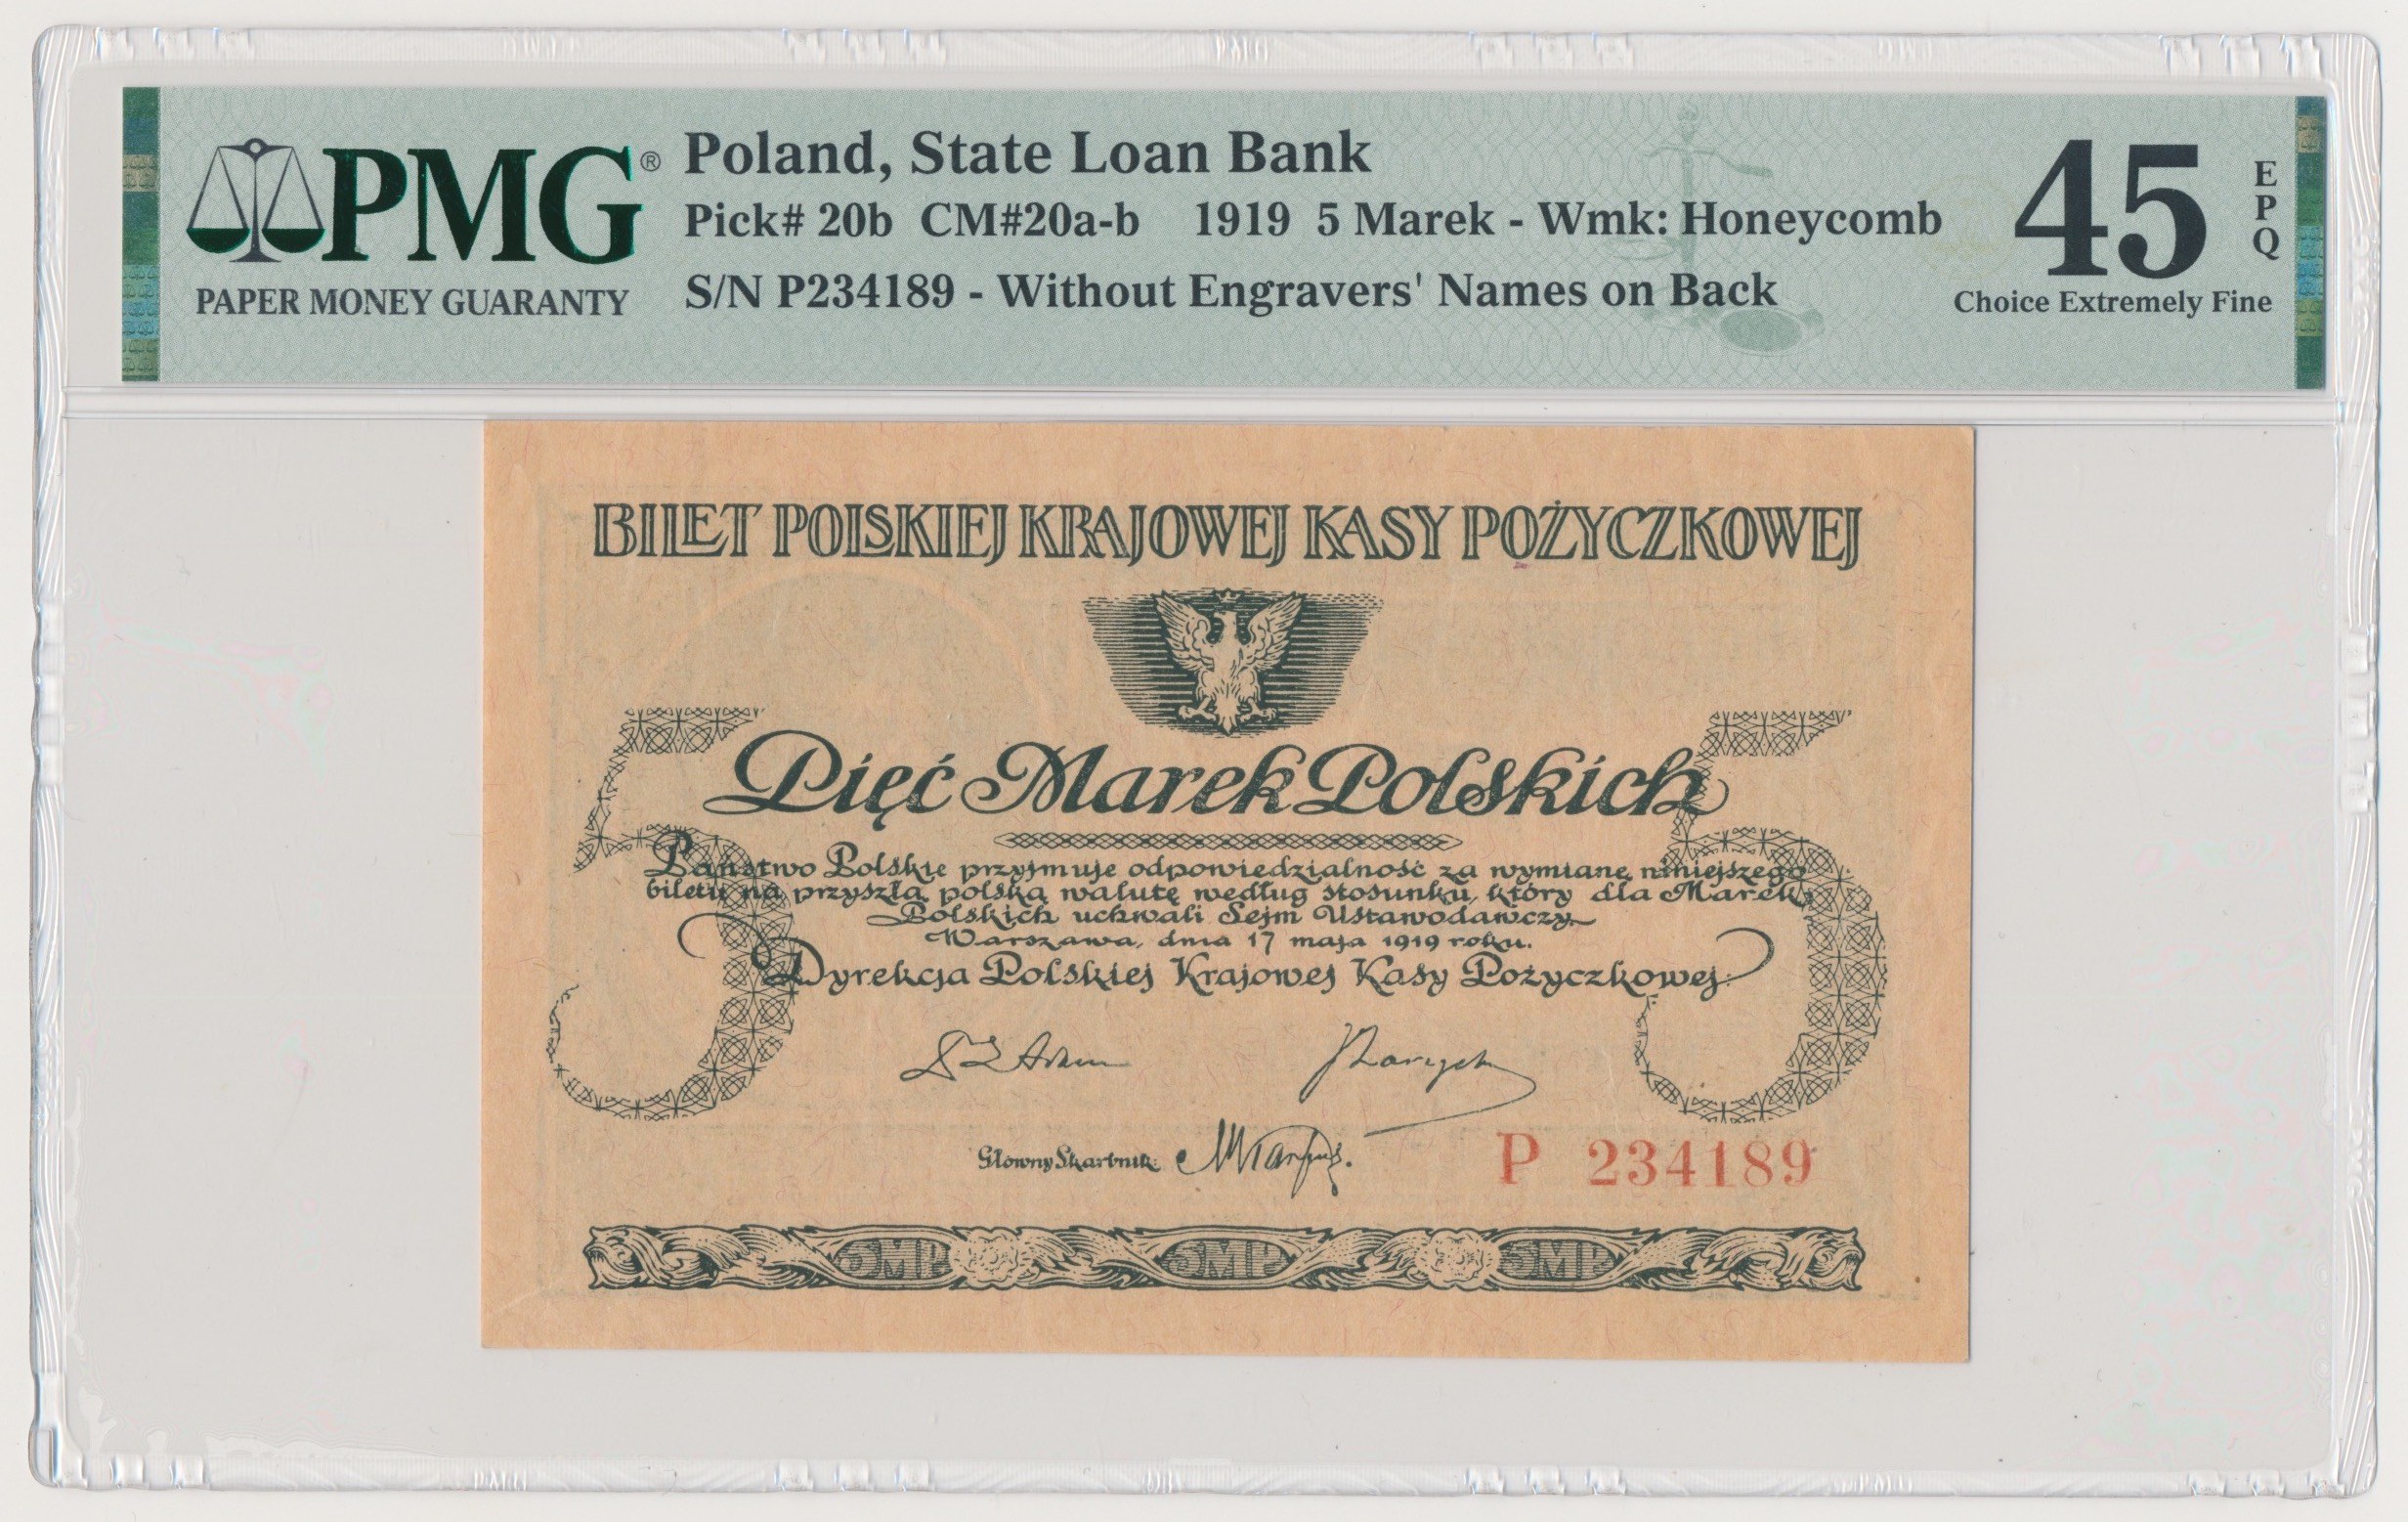 PMG®
PAPER MONEY GUARANTY
Poland, State Loan Bank
Pick# 20b CM#20a-b 1919 5 Marek - Wmk: Honeycomb
S/N P234189 - Without Engravers' Names on Back
45
EPQ
Choice Extremely Fine
BILET POLSKIEJ KRAJOWEJ KASY POŻYCZKOWEJ
5 5
Pięć Marek Polskich
Państwo Polskie przyjmuje odpowiedzialność za wymianę niniejszego
biletu na przyszłą polską walutę według stosunku, który dla Marek
Polskich uchwali Sejm Ustawodawczy.
Warszawa, dnia 17 maja 1919 roku.
Dyrekcja Polskiej Krajowej Kasy Pożyczkowej:
Główny Skarbnik:
P 234189
5MP 5MP 5MP